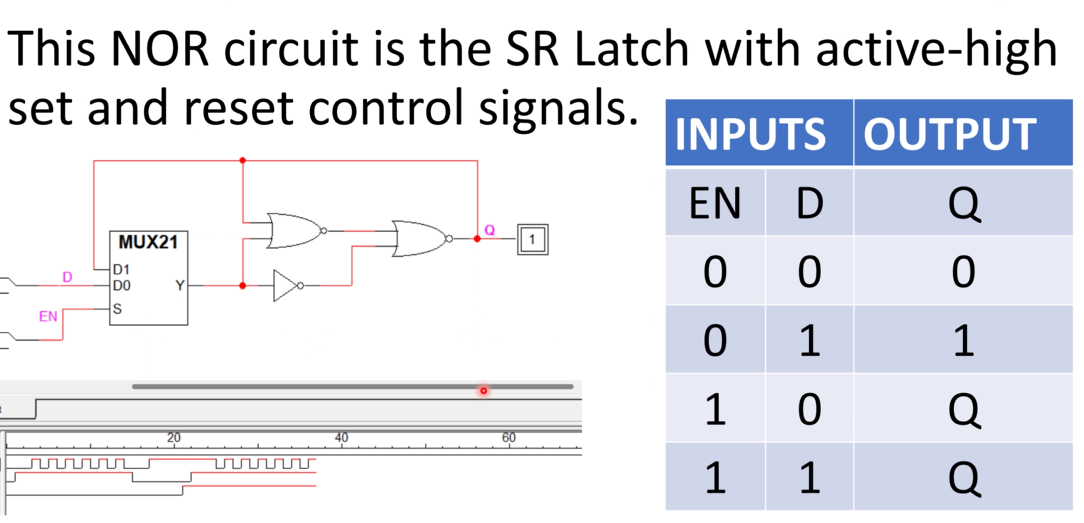 This NOR circuit is the SR Latch with active-high
set and reset control signals.
INPUTS OUTPUT
EN D Q
0 0 0
0 1 1
1 0 Q
1 1 Q
MUX21
D1
D D0 Y
EN S
Q 1
20 40 60